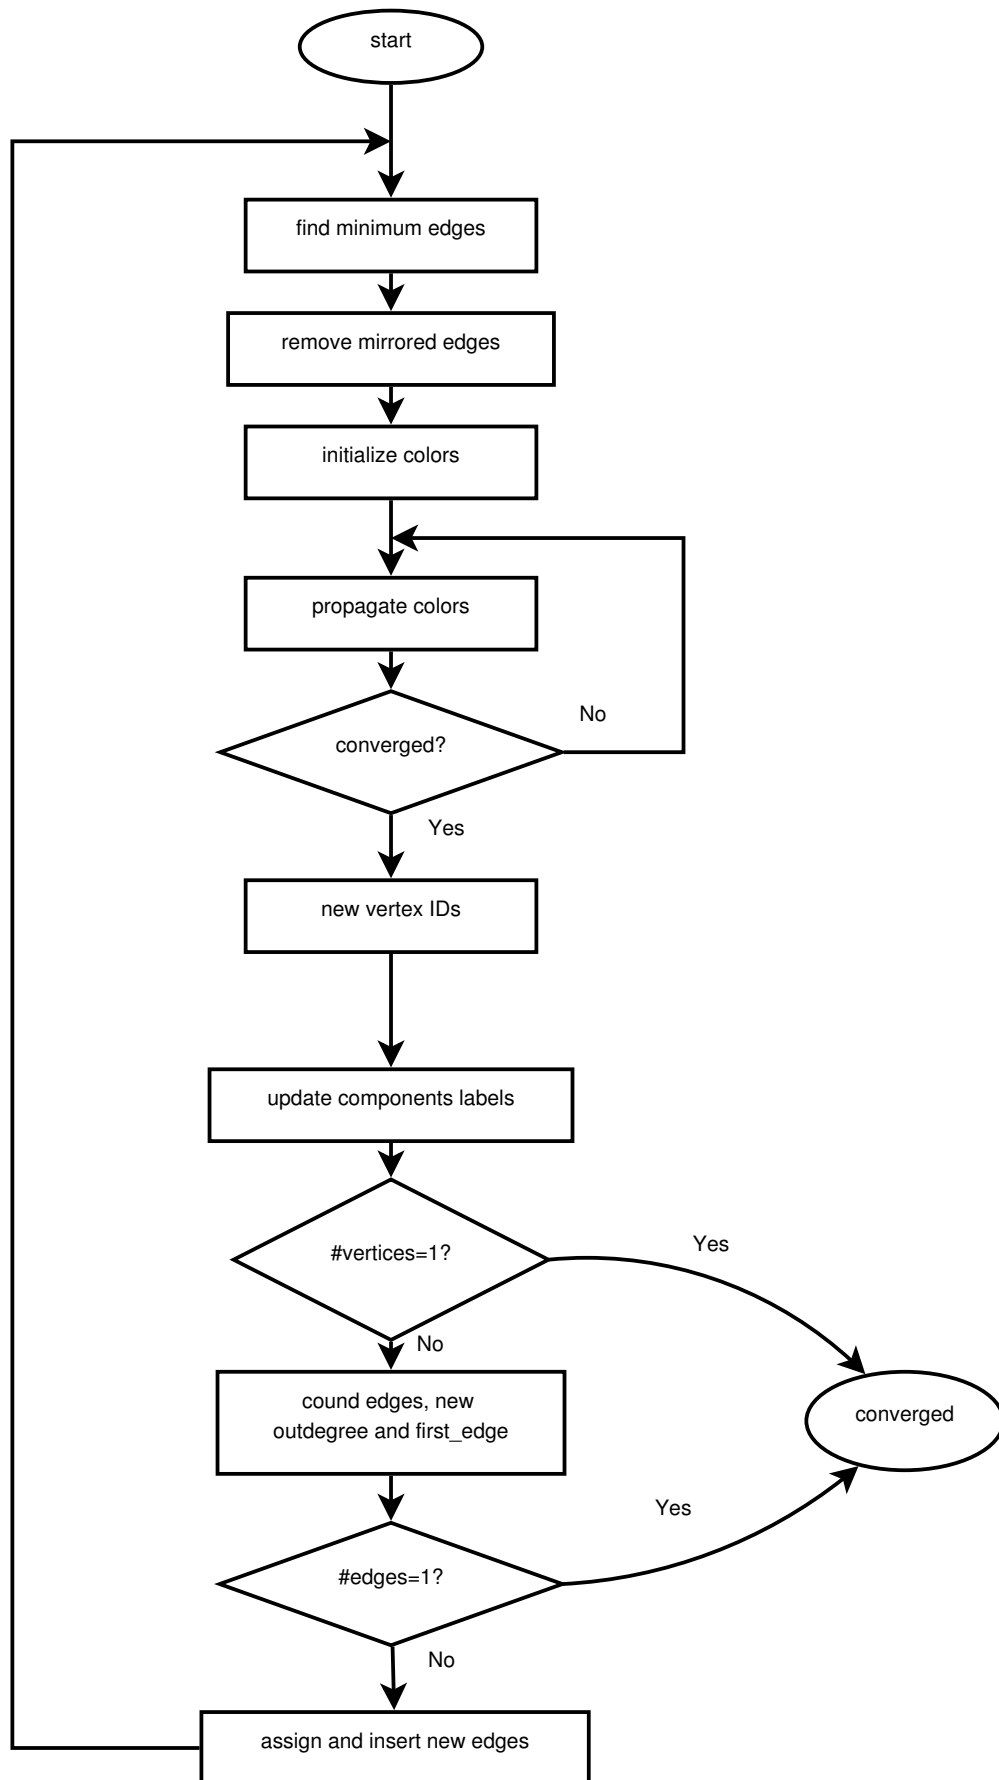 start
find minimum edges
remove mirrored edges
initialize colors
propagate colors
No
converged?
Yes
new vertex IDs
update components labels
Yes
#vertices=1?
No
cound edges, new
outdegree and first_edge
converged
Yes
#edges=1?
No
assign and insert new edges